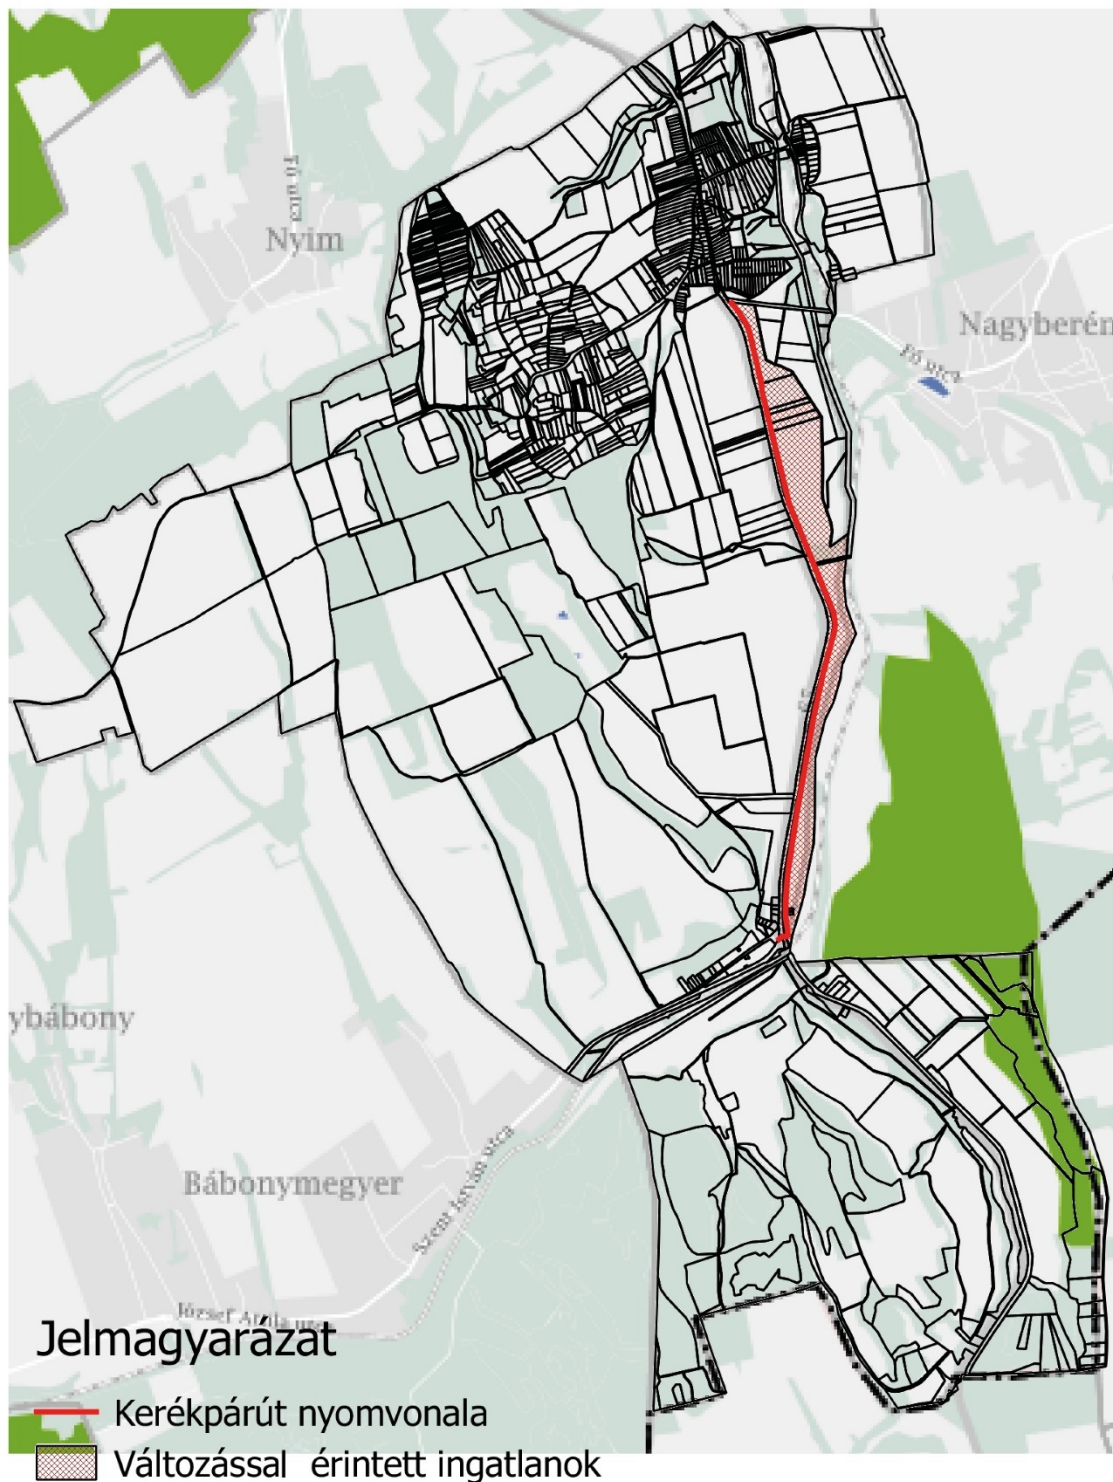 Fő utca
Nyim
Nagyberén
Fő utca
ybábony
Bábonymegyer
Szent István utca
József Attila utc
Jelmagyarázat
Kerékpárút nyomvonala
Változással érintett ingatlanok